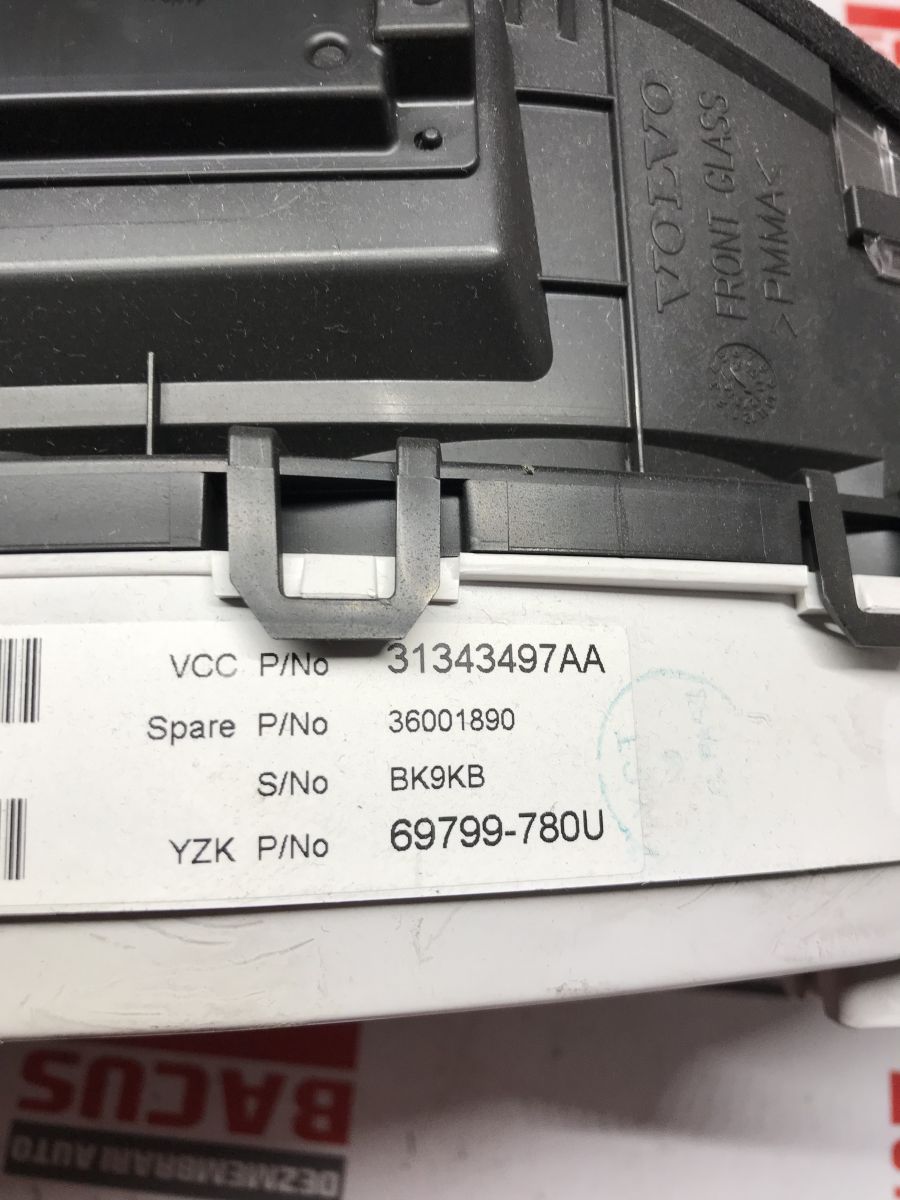 VOLVO
FRONT GLASS
>PMMA<
VCC P/No 31343497AA
Spare P/No 36001890
S/No BK9KB
YZK P/No 69799-780U
BACUS
DEZMEMBRARI AUTO